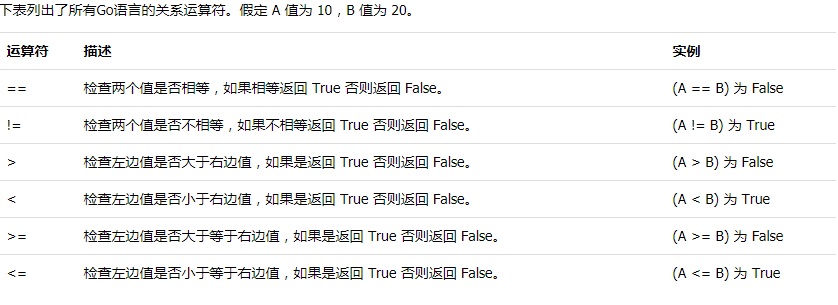 下表列出了所有Go语言的关系运算符。假定 A 值为 10，B 值为 20。
运算符 描述 实例
== 检查两个值是否相等，如果相等返回 True 否则返回 False。 (A == B) 为 False
!= 检查两个值是否不相等，如果不相等返回 True 否则返回 False。 (A != B) 为 True
> 检查左边值是否大于右边值，如果是返回 True 否则返回 False。 (A > B) 为 False
< 检查左边值是否小于右边值，如果是返回 True 否则返回 False。 (A < B) 为 True
>= 检查左边值是否大于等于右边值，如果是返回 True 否则返回 False。 (A >= B) 为 False
<= 检查左边值是否小于等于右边值，如果是返回 True 否则返回 False。 (A <= B) 为 True